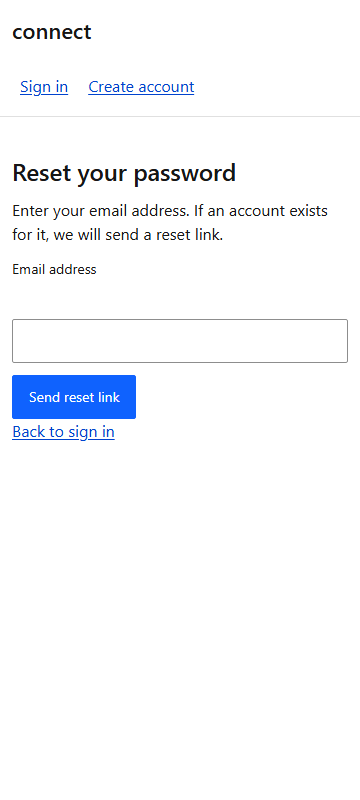 connect
Sign in Create account
Reset your password
Enter your email address. If an account exists
for it, we will send a reset link.
Email address
Send reset link
Back to sign in